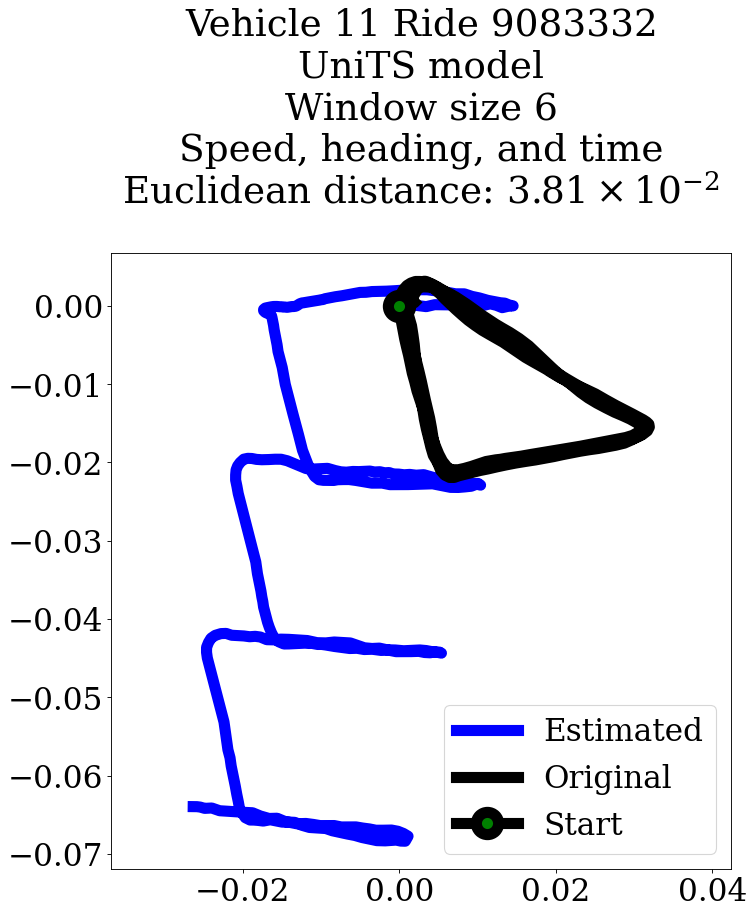 Vehicle 11 Ride 9083332
UniTS model
Window size 6
Speed, heading, and time
Euclidean distance: 3.81 × 10⁻²
0.00
−0.01
−0.02
−0.03
−0.04
−0.05
−0.06
−0.07
Estimated
Original
Start
−0.02
0.00
0.02
0.04